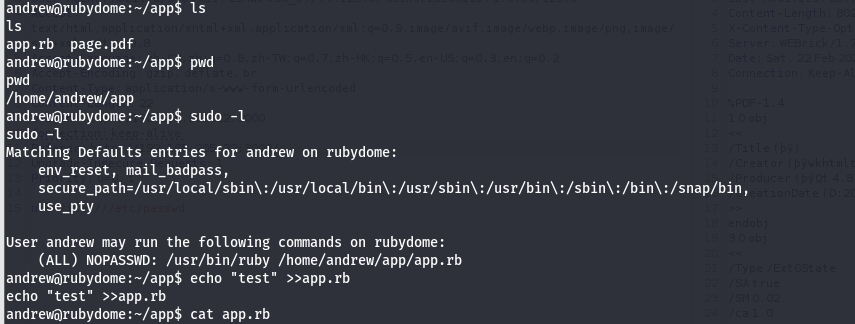 andrew@rubydome:~/app$ ls
ls
app.rb  page.pdf
andrew@rubydome:~/app$ pwd
pwd
/home/andrew/app
andrew@rubydome:~/app$ sudo -l
sudo -l
Matching Defaults entries for andrew on rubydome:
    env_reset, mail_badpass,
    secure_path=/usr/local/sbin\:/usr/local/bin\:/usr/sbin\:/usr/bin\:/sbin\:/bin\:/snap/bin,
    use_pty

User andrew may run the following commands on rubydome:
    (ALL) NOPASSWD: /usr/bin/ruby /home/andrew/app/app.rb
andrew@rubydome:~/app$ echo "test" >>app.rb
echo "test" >>app.rb
andrew@rubydome:~/app$ cat app.rb